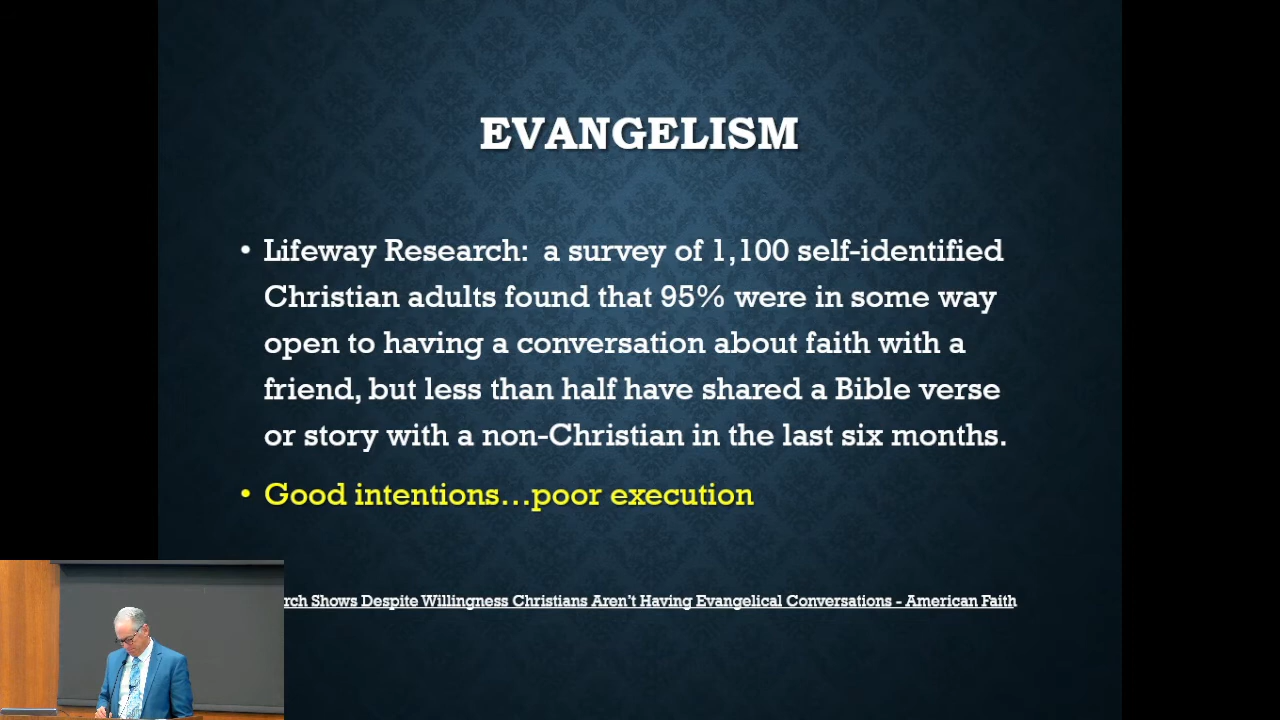 EVANGELISM
• Lifeway Research: a survey of 1,100 self-identified
Christian adults found that 95% were in some way
open to having a conversation about faith with a
friend, but less than half have shared a Bible verse
or story with a non-Christian in the last six months.
• Good intentions...poor execution
Shows Despite Willingness Christians Aren't Having Evangelical Conversations - American Faith